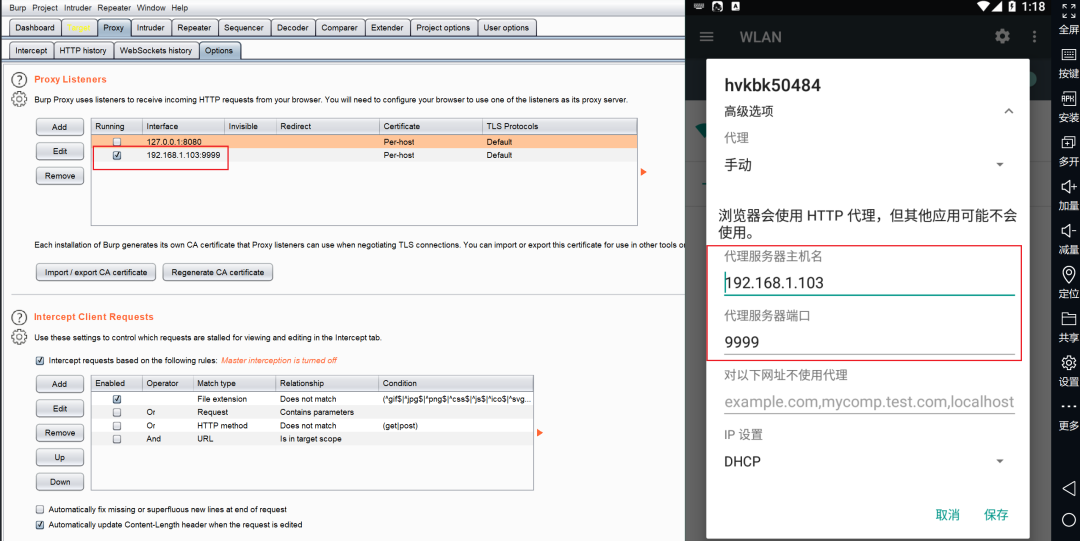 Burp Project Intruder Repeater Window Help
Dashboard Target Proxy Intruder Repeater Sequencer Decoder Comparer Extender Project options User options
Intercept HTTP history WebSockets history Options
? Proxy Listeners
Burp Proxy uses listeners to receive incoming HTTP requests from your browser. You will need to configure your browser to use one of the listeners as its proxy server.
Add
Edit
Remove
Running Interface Invisible Redirect Certificate TLS Protocols
127.0.0.1:8080 Per-host Default
192.168.1.103:9999 Per-host Default
Each installation of Burp generates its own CA certificate that Proxy listeners can use when negotiating TLS connections. You can import or export this certificate for use in other tools or
Import / export CA certificate Regenerate CA certificate
? Intercept Client Requests
Use these settings to control which requests are stalled for viewing and editing in the Intercept tab.
Intercept requests based on the following rules: Master interception is turned off
Add
Edit
Remove
Up
Down
Enabled Operator Match type Relationship Condition
File extension Does not match (^gif$|^jpg$|^png$|^css$|^js$|^ico$|^svg...
Or Request Contains parameters
Or HTTP method Does not match (get|post)
And URL Is in target scope
Automatically fix missing or superfluous new lines at end of request
Automatically update Content-Length header when the request is edited
A 1:18
WLAN
hvkbk50484
高级选项
代理
手动
浏览器会使用 HTTP 代理，但其他应用可能不会
使用。
代理服务器主机名
192.168.1.103
代理服务器端口
9999
对以下网址不使用代理
example.com,mycomp.test.com,localhost
IP 设置
DHCP
取消 保存
全屏
按键
APK
安装
多开
加量
减量
定位
共享
设置
更多